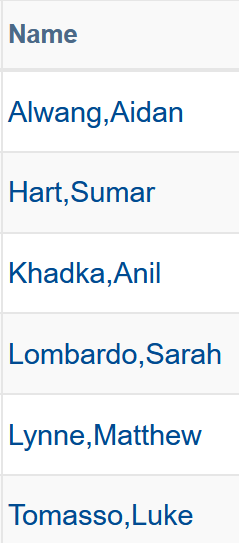 Name
Alwang,Aidan
Hart,Sumar
Khadka,Anil
Lombardo,Sarah
Lynne,Matthew
Tomasso,Luke